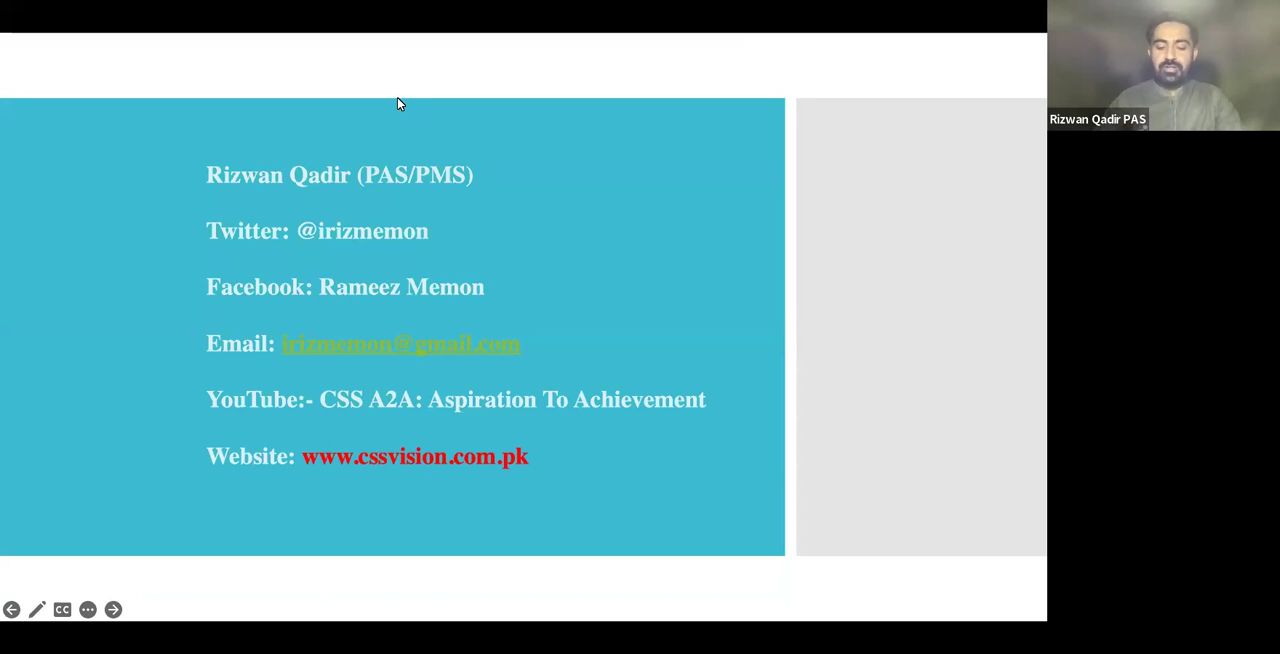 Rizwan Qadir (PAS/PMS)
Twitter: @irizmemon
Facebook: Rameez Memon
Email: irizmemon@gmail.com
YouTube:- CSS A2A: Aspiration To Achievement
Website: www.cssvision.com.pk
Rizwan Qadir PAS
CC